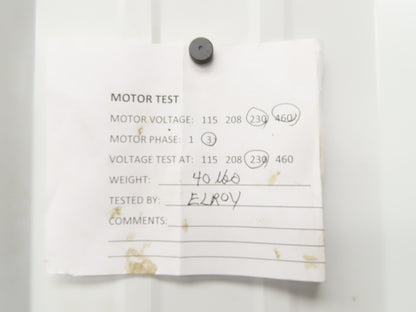 MOTOR TEST
MOTOR VOLTAGE: 115 208 230 460
MOTOR PHASE: 1 3
VOLTAGE TEST AT: 115 208 230 460
WEIGHT: 40 lbs
TESTED BY: ELROY
COMMENTS: